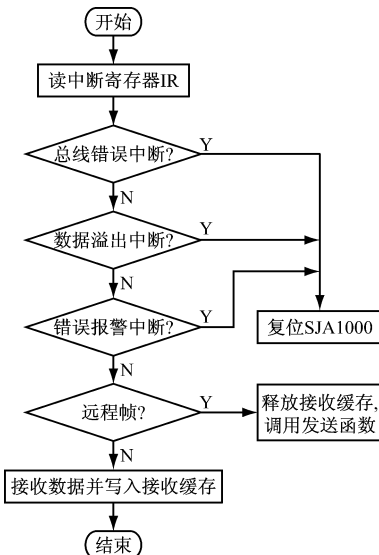 开始
读中断寄存器IR
总线错误中断?
Y
N
数据溢出中断?
Y
N
错误报警中断?
Y
复位SJA1000
N
远程帧?
Y
释放接收缓存,
调用发送函数
N
接收数据并写入接收缓存
结束